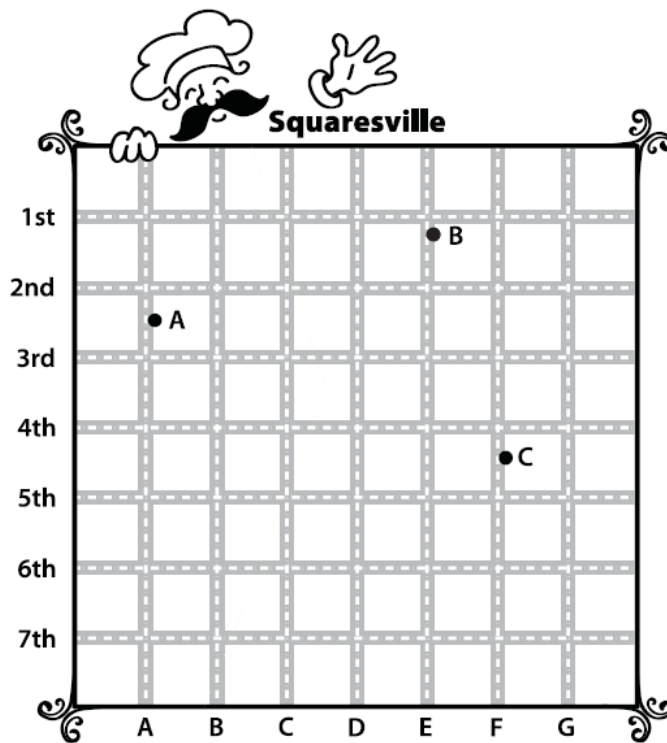 Squaresville
1st
B
2nd
A
3rd
4th
C
5th
6th
7th
A B C D E F G